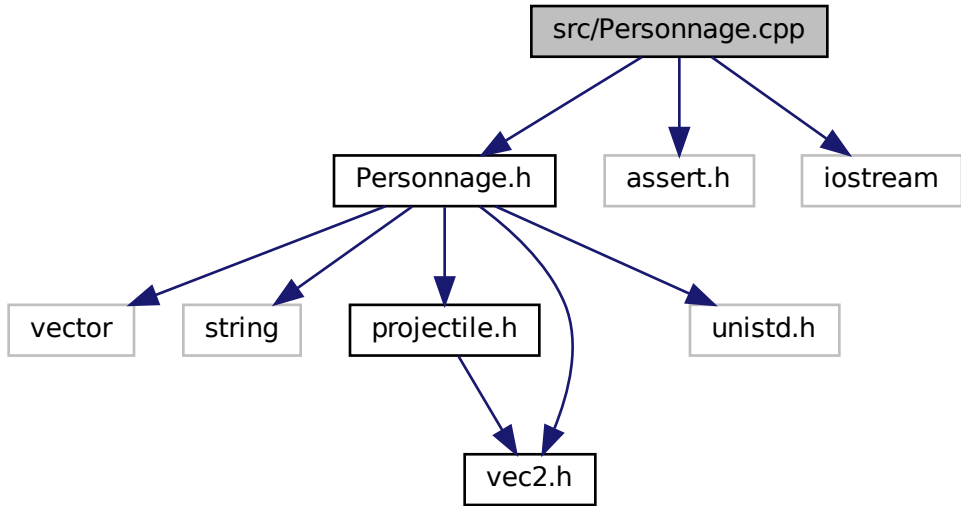 src/Personnage.cpp
Personnage.h
assert.h
iostream
vector
string
projectile.h
unistd.h
vec2.h